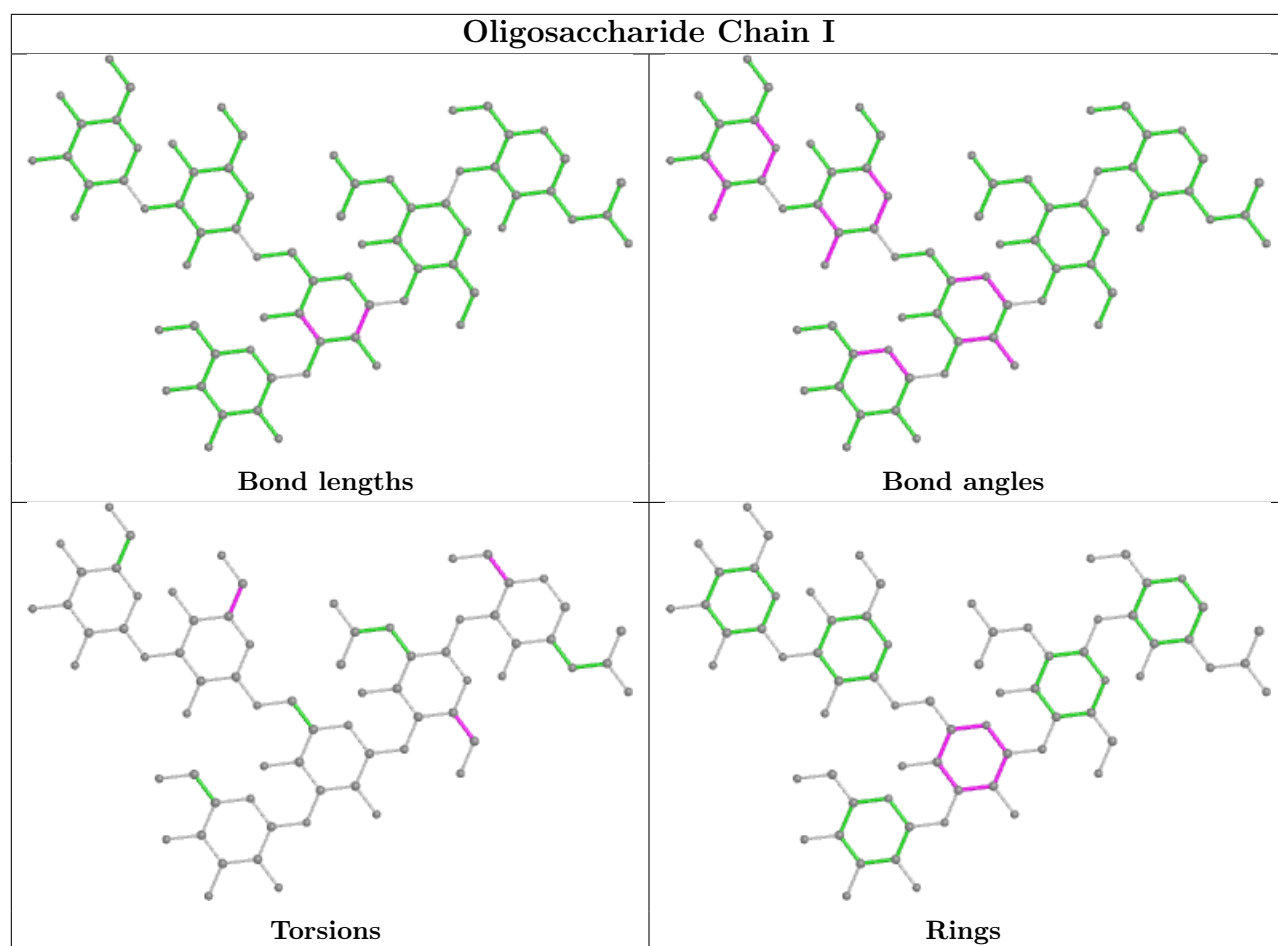 Oligosaccharide Chain I
Bond lengths
Bond angles
Torsions
Rings